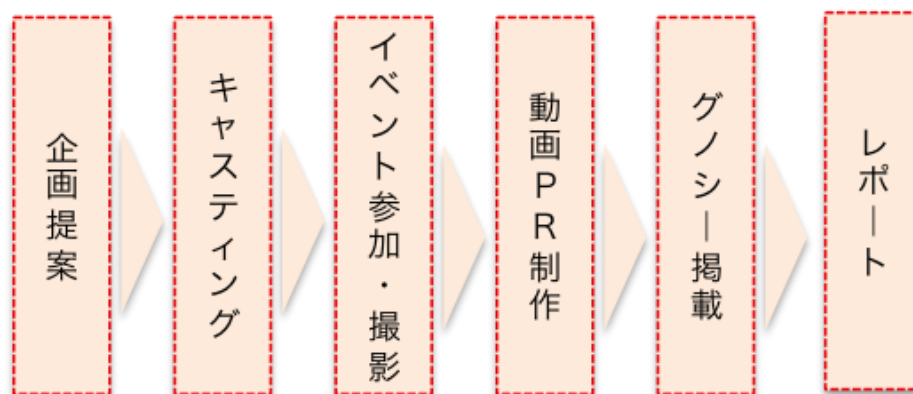 企画提案
キャスティング
イベント参加・撮影
動画PR制作
グノシー掲載
レポート